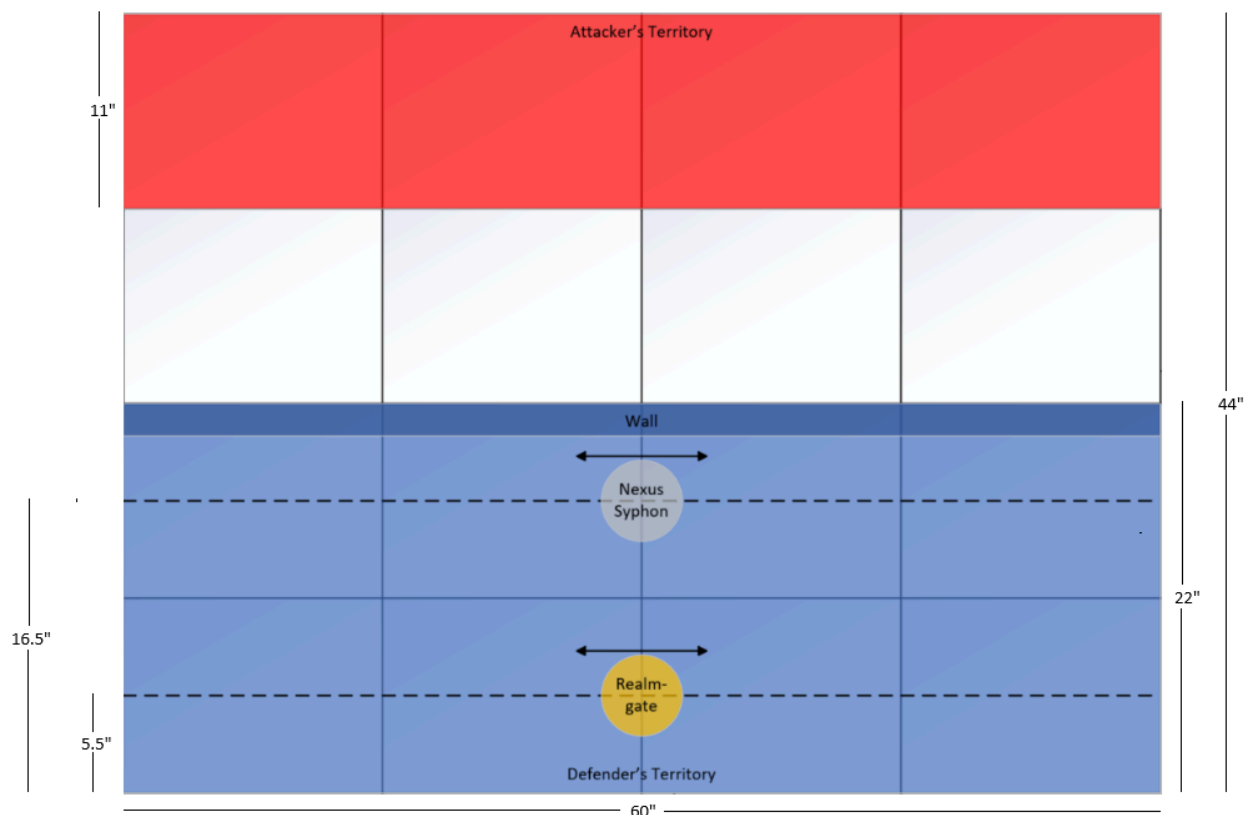 Attacker's Territory
11"
44"
Wall
Nexus
Syphon
22"
16.5"
Realm-
gate
5.5"
Defender's Territory
60"